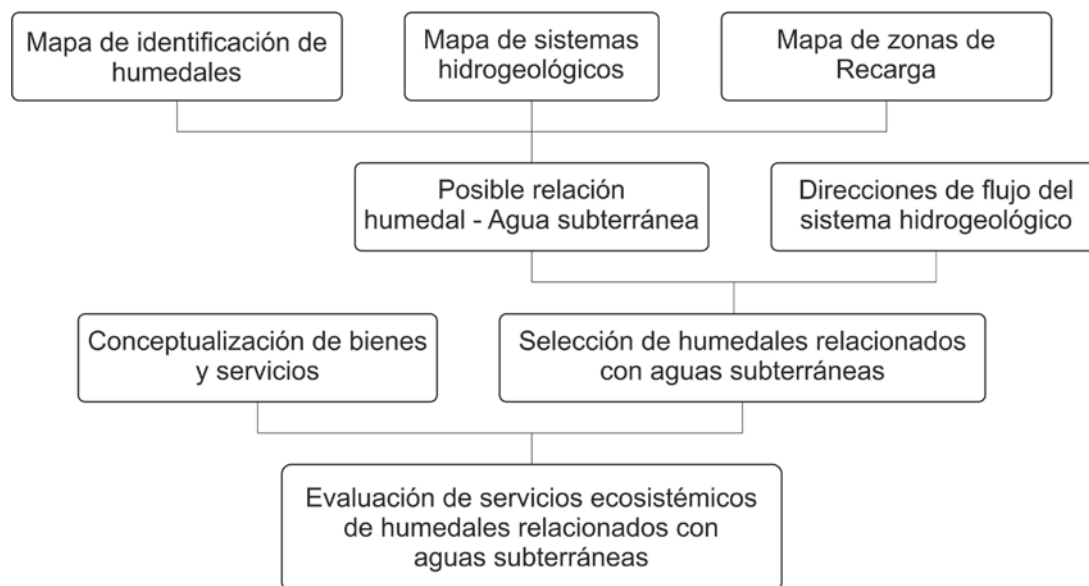 Mapa de identificación de
humedales
Mapa de sistemas
hidrogeológicos
Mapa de zonas de
Recarga
Posible relación
humedal - Agua subterránea
Direcciones de flujo del
sistema hidrogeológico
Conceptualización de bienes
y servicios
Selección de humedales relacionados
con aguas subterráneas
Evaluación de servicios ecosistémicos
de humedales relacionados con
aguas subterráneas